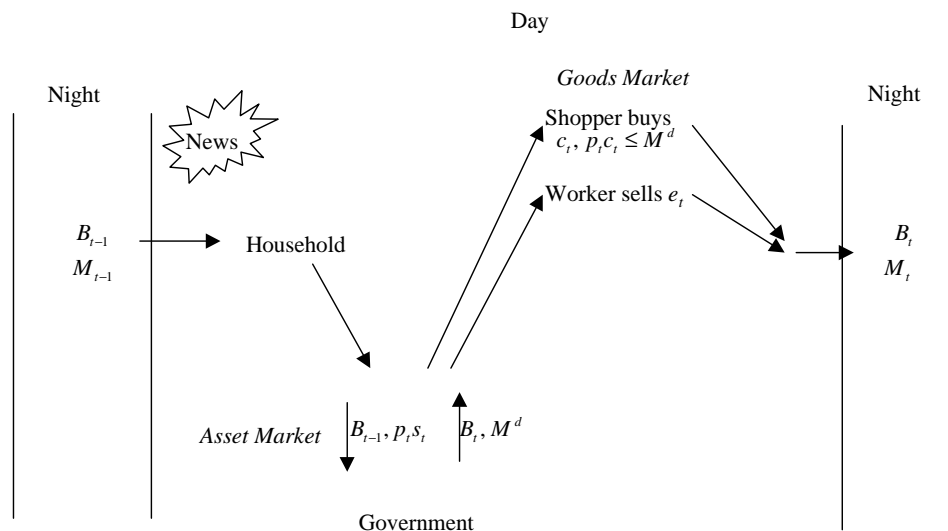 Day
Goods Market
Night
Night
News
Shopper buys
c_t, p_t c_t ≤ M^d
Worker sells e_t
B_{t−1}
M_{t−1}
Household
B_t
M_t
Asset Market
B_{t−1}, p_t s_t
B_t, M^d
Government